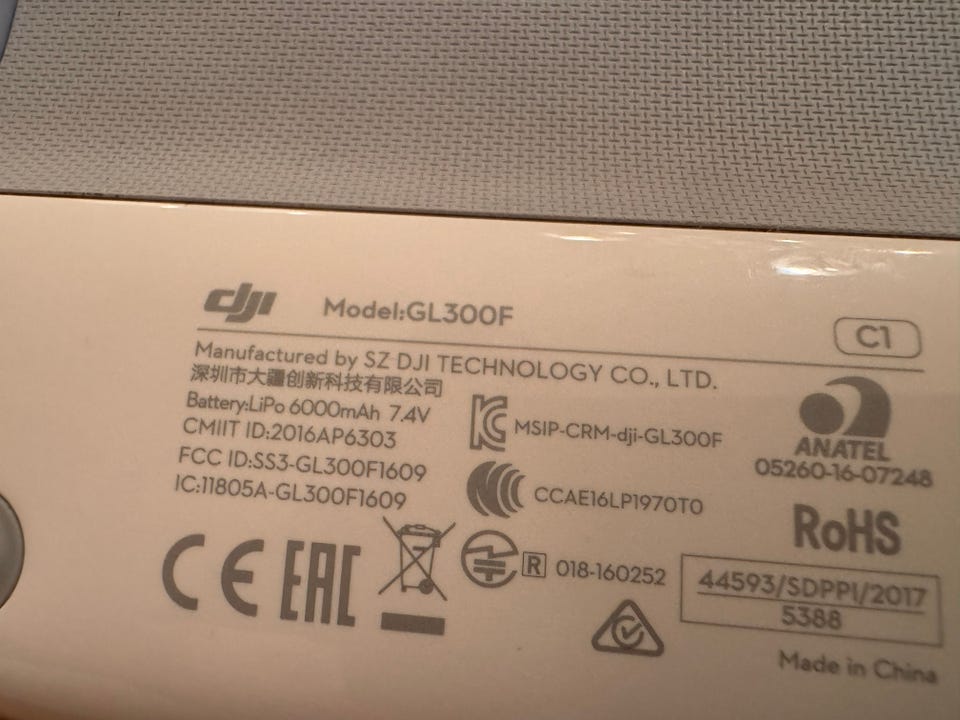 dji Model:GL300F
C1
Manufactured by SZ DJI TECHNOLOGY CO., LTD.
深圳市大疆创新科技有限公司
Battery:LiPo 6000mAh 7.4V
CMIIT ID:2016AP6303
FCC ID:SS3-GL300F1609
IC:11805A-GL300F1609
MSIP-CRM-dji-GL300F
CCAE16LP1970T0
ANATEL
05260-16-07248
RoHS
CE EAC
R 018-160252
44593/SDPPI/2017
5388
Made in China